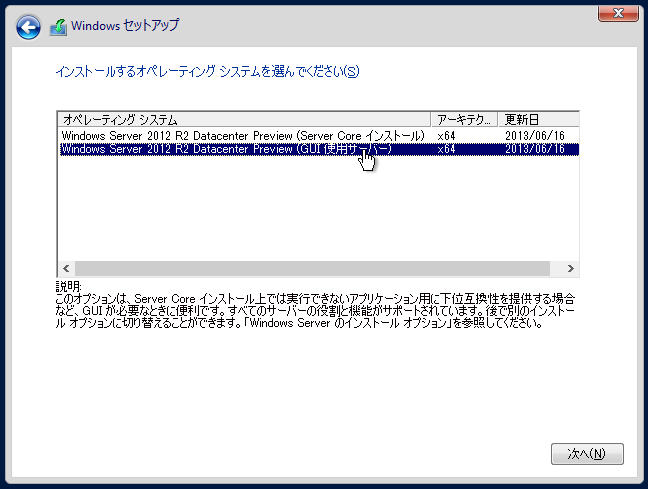 Windows セットアップ
インストールするオペレーティング システムを選んでください(S)
オペレーティング システム アーキテク... 更新日
Windows Server 2012 R2 Datacenter Preview (Server Core インストール) x64 2013/06/16
Windows Server 2012 R2 Datacenter Preview (GUI 使用サーバー) x64 2013/06/16
説明:
このオプションは、Server Core インストール上では実行できないアプリケーション用に下位互換性を提供する場合
など、GUI が必要なときに便利です。すべてのサーバーの役割と機能がサポートされています。後で別のインストー
ル オプションに切り替えることができます。「Windows Server のインストール オプション」を参照してください。
次へ(N)